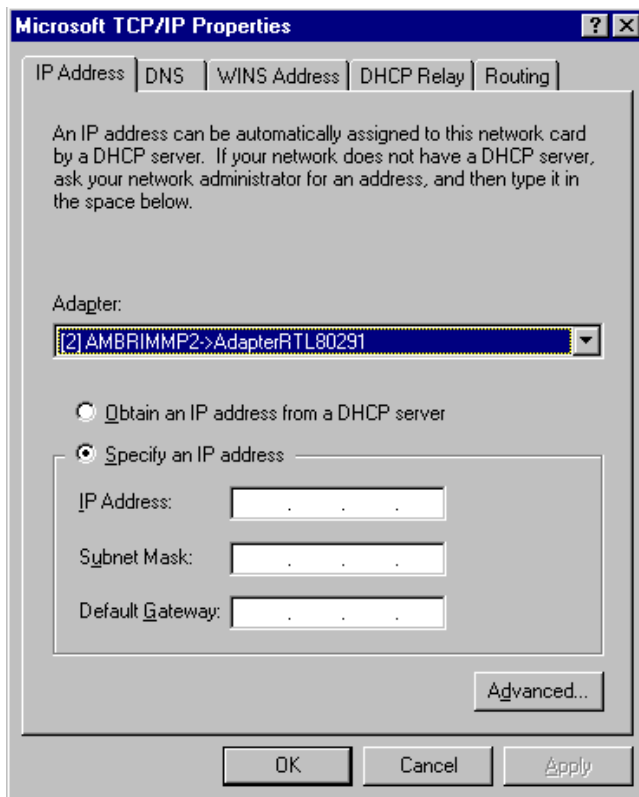 Microsoft TCP/IP Properties
IP Address DNS WINS Address DHCP Relay Routing
An IP address can be automatically assigned to this network card
by a DHCP server. If your network does not have a DHCP server,
ask your network administrator for an address, and then type it in
the space below.
Adapter:
[2] AMBRIMMP2->AdapterRTL80291
Obtain an IP address from a DHCP server
Specify an IP address
IP Address: . . .
Subnet Mask: . . .
Default Gateway: . . .
Advanced...
OK Cancel Apply